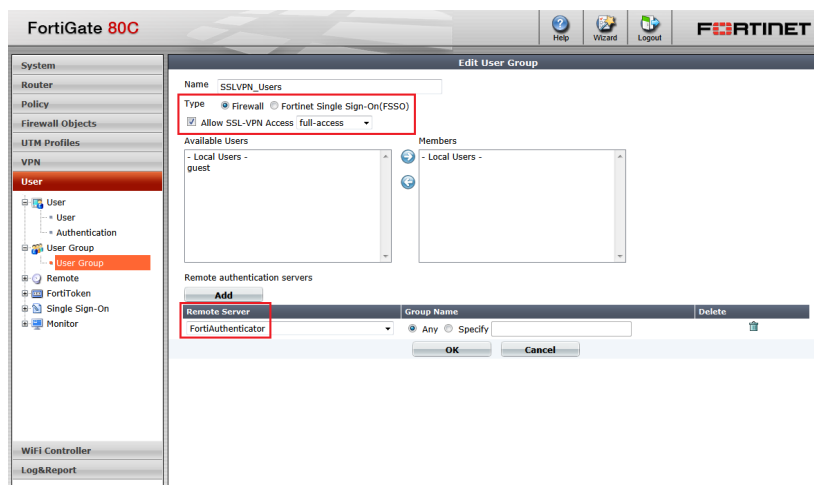 FortiGate 80C
Help
Wizard
Logout
FORTINET
System
Router
Policy
Firewall Objects
UTM Profiles
VPN
User
User
User
Authentication
User Group
User Group
Remote
FortiToken
Single Sign-On
Monitor
WiFi Controller
Log&Report
Edit User Group
Name SSLVPN_Users
Type Firewall Fortinet Single Sign-On(FSSO)
Allow SSL-VPN Access full-access
Available Users Members
- Local Users - - Local Users -
guest
Remote authentication servers
Add
Remote Server Group Name Delete
FortiAuthenticator Any Specify
OK Cancel